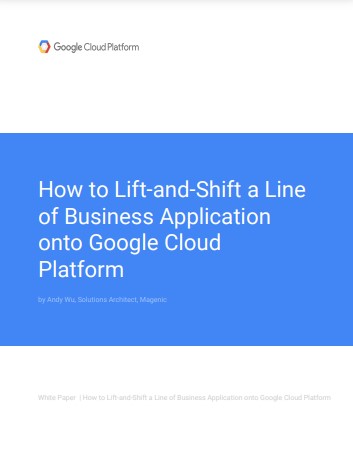 Google Cloud Platform
How to Lift-and-Shift a Line
of Business Application
onto Google Cloud
Platform
by Andy Wu, Solutions Architect, Magenic
White Paper | How to Lift-and-Shift a Line of Business Application onto Google Cloud Platform